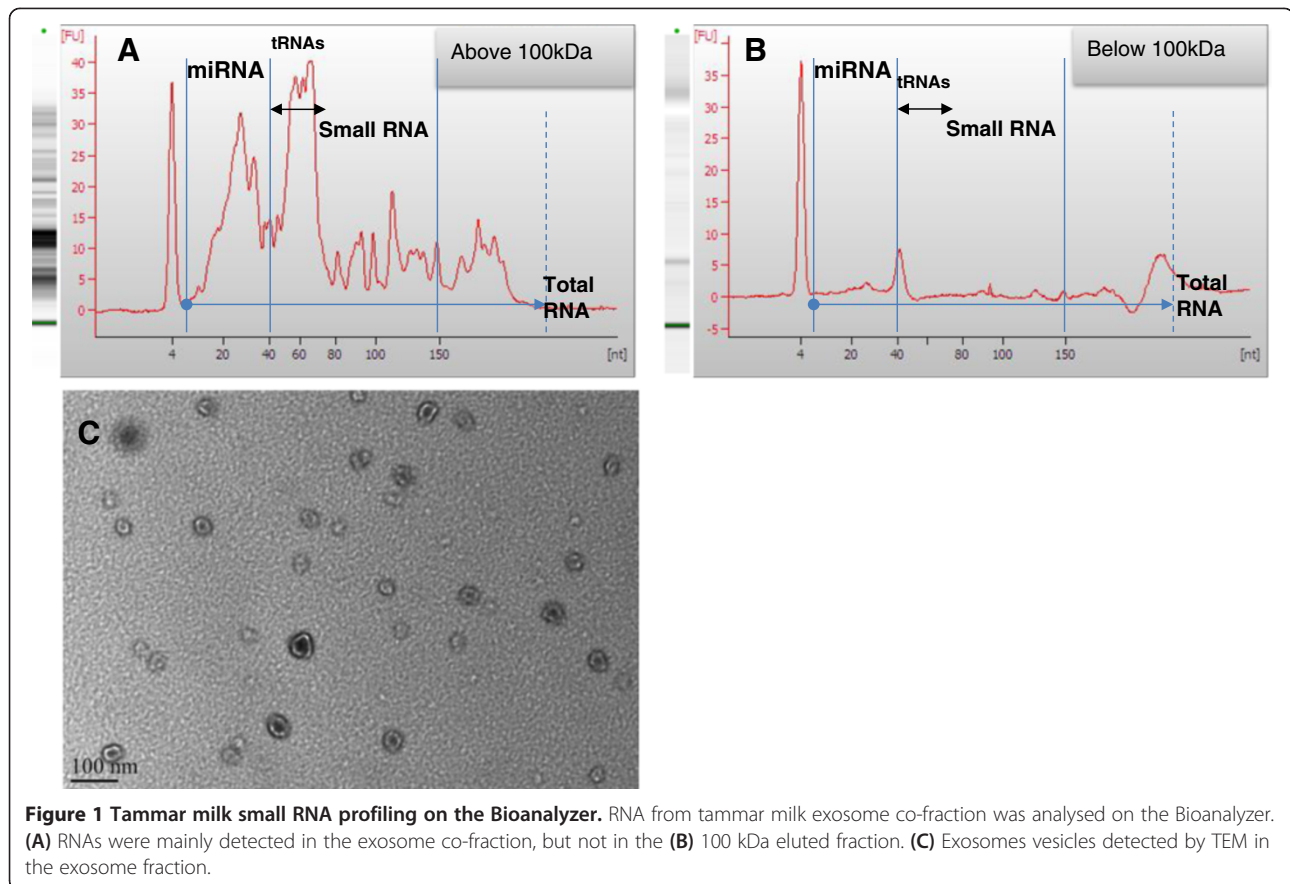 A
[FU]
40
35
30
25
20
15
10
5
0
miRNA
tRNAs
Small RNA
Above 100kDa
Total
RNA
4 20 40 60 80 100 150 [nt]
B
[FU]
35
30
25
20
15
10
5
0
-5
miRNA
tRNAs
Small RNA
Below 100kDa
Total
RNA
4 20 40 80 100 150 [nt]
C
100 nm
Figure 1 Tammar milk small RNA profiling on the Bioanalyzer. RNA from tammar milk exosome co-fraction was analysed on the Bioanalyzer.
(A) RNAs were mainly detected in the exosome co-fraction, but not in the (B) 100 kDa eluted fraction. (C) Exosomes vesicles detected by TEM in
the exosome fraction.